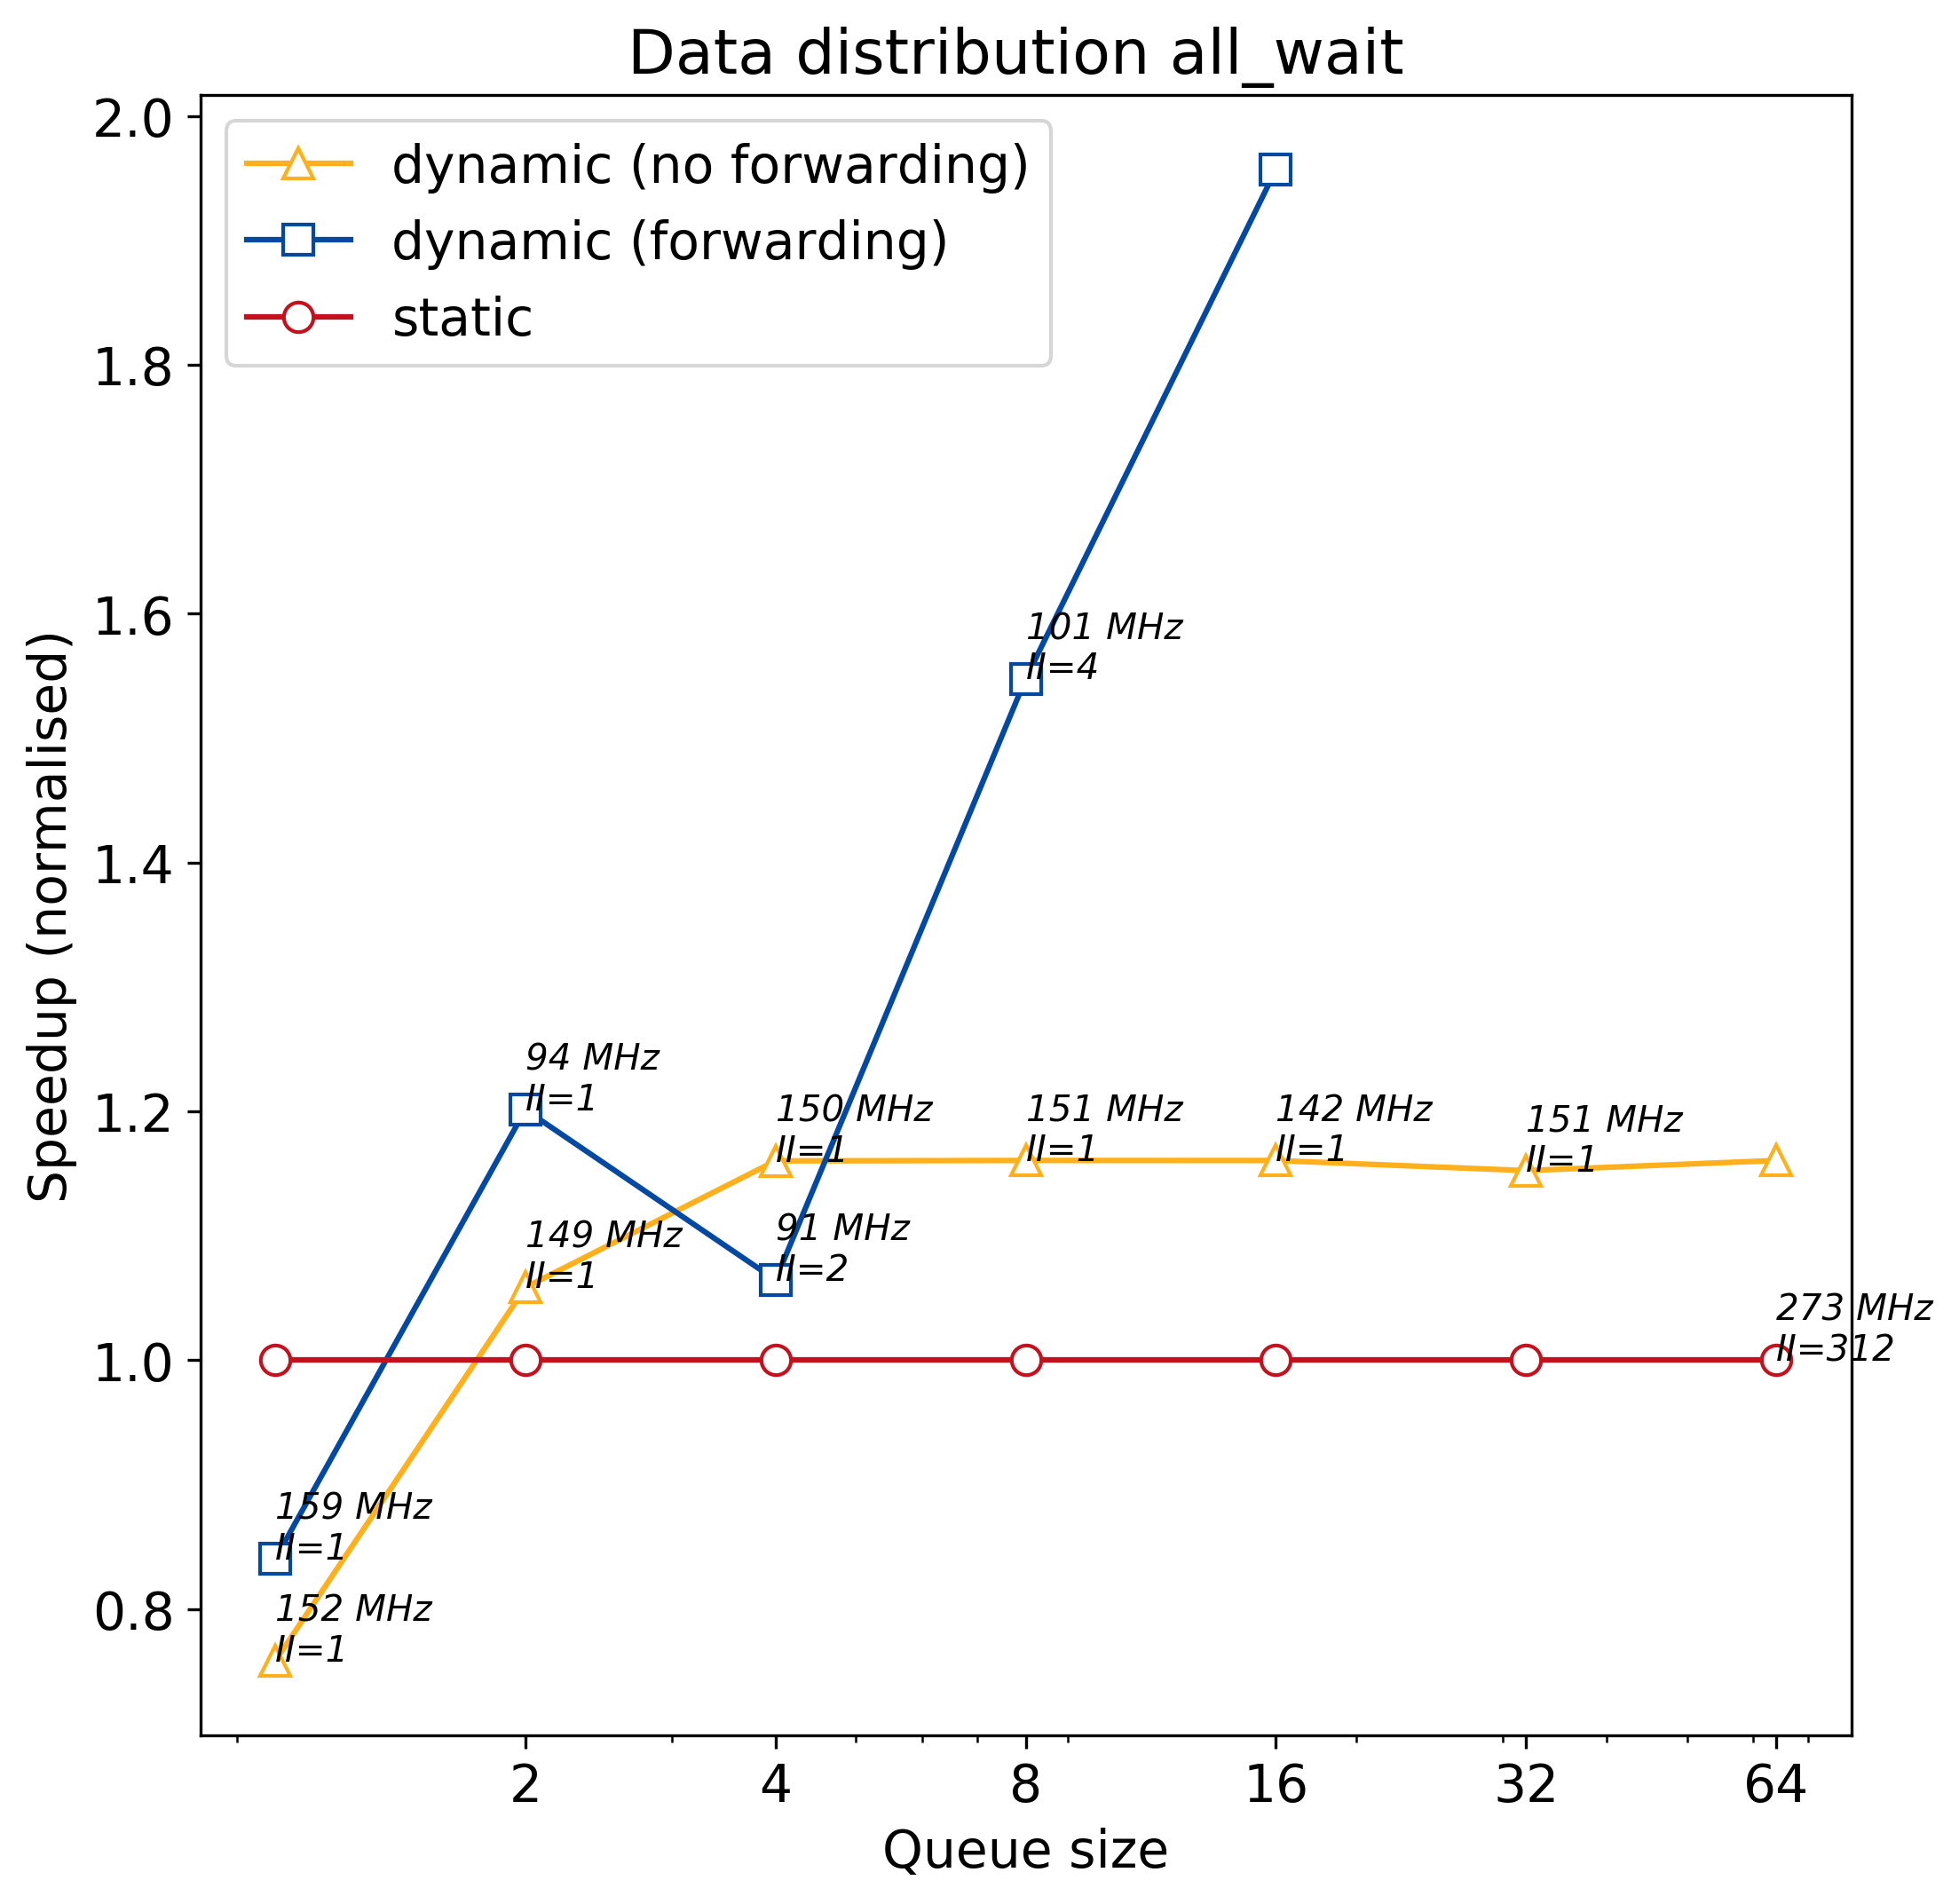 Data distribution all_wait
2.0
1.8
1.6
1.4
1.2
1.0
0.8
Speedup (normalised)
dynamic (no forwarding)
dynamic (forwarding)
static
101 MHz
II=4
94 MHz
II=1
150 MHz
II=1
151 MHz
II=1
142 MHz
II=1
151 MHz
II=1
149 MHz
II=1
91 MHz
II=2
273 MHz
II=312
159 MHz
II=1
152 MHz
II=1
2 4 8 16 32 64
Queue size